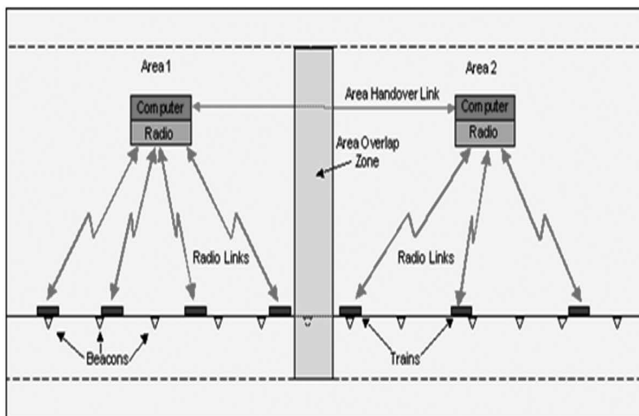 Area 1
Area 2
Computer
Area Handover Link
Computer
Radio
Radio
Area Overlap
Zone
Radio Links
Radio Links
Beacons
Trains